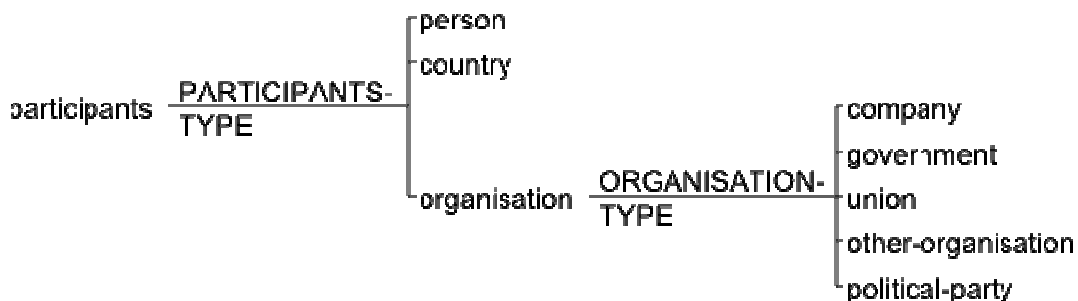 person
country
participants PARTICIPANTS-
TYPE
company
government
organisation ORGANISATION-
TYPE
union
other-organisation
political-party